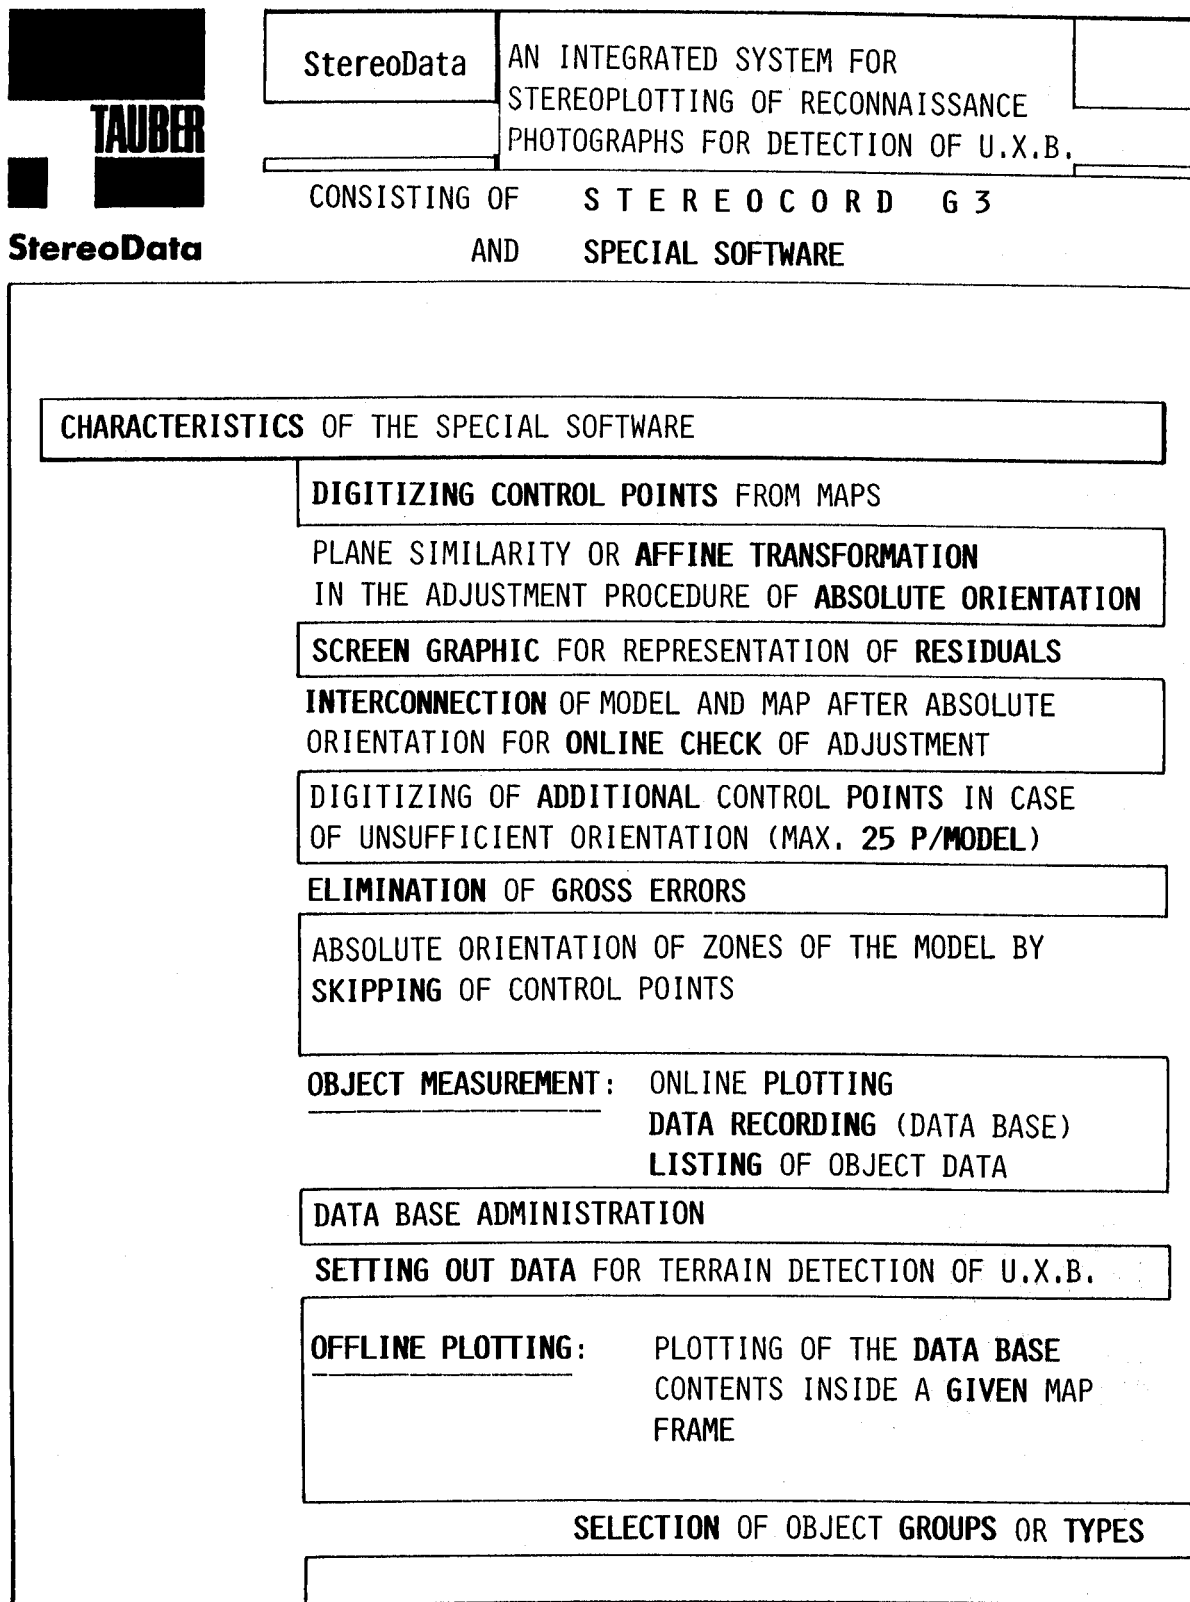 TAUBER
StereoData
StereoData
AN INTEGRATED SYSTEM FOR
STEREOPLOTTING OF RECONNAISSANCE
PHOTOGRAPHS FOR DETECTION OF U.X.B.
CONSISTING OF STEREOCORD G3
AND SPECIAL SOFTWARE
CHARACTERISTICS OF THE SPECIAL SOFTWARE
DIGITIZING CONTROL POINTS FROM MAPS
PLANE SIMILARITY OR AFFINE TRANSFORMATION
IN THE ADJUSTMENT PROCEDURE OF ABSOLUTE ORIENTATION
SCREEN GRAPHIC FOR REPRESENTATION OF RESIDUALS
INTERCONNECTION OF MODEL AND MAP AFTER ABSOLUTE
ORIENTATION FOR ONLINE CHECK OF ADJUSTMENT
DIGITIZING OF ADDITIONAL CONTROL POINTS IN CASE
OF UNSUFFICIENT ORIENTATION (MAX. 25 P/MODEL)
ELIMINATION OF GROSS ERRORS
ABSOLUTE ORIENTATION OF ZONES OF THE MODEL BY
SKIPPING OF CONTROL POINTS
OBJECT MEASUREMENT: ONLINE PLOTTING
DATA RECORDING (DATA BASE)
LISTING OF OBJECT DATA
DATA BASE ADMINISTRATION
SETTING OUT DATA FOR TERRAIN DETECTION OF U.X.B.
OFFLINE PLOTTING: PLOTTING OF THE DATA BASE
CONTENTS INSIDE A GIVEN MAP
FRAME
SELECTION OF OBJECT GROUPS OR TYPES